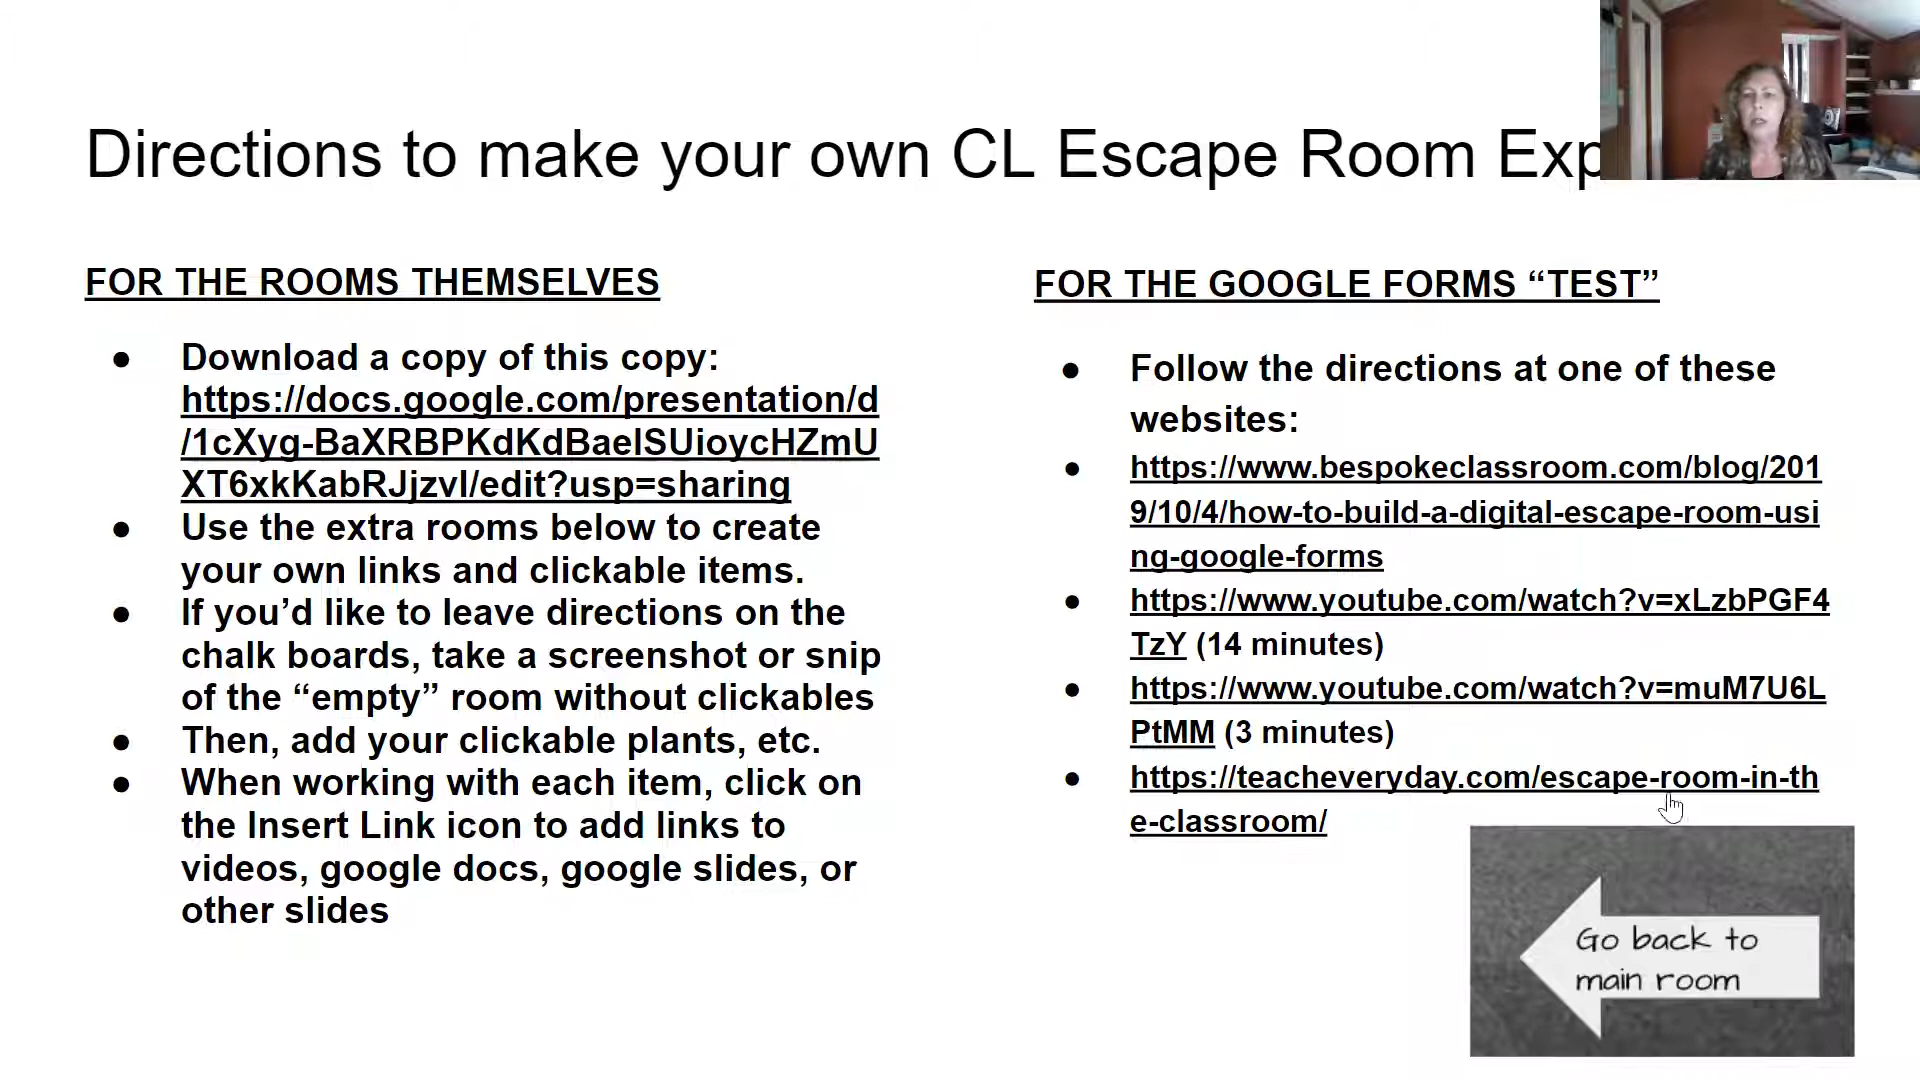 Directions to make your own CL Escape Room Exp
FOR THE ROOMS THEMSELVES
● Download a copy of this copy:
https://docs.google.com/presentation/d
/1cXyg-BaXRBPKdKdBaelSUioycHZmU
XT6xkKabRJjzvI/edit?usp=sharing
● Use the extra rooms below to create
your own links and clickable items.
● If you’d like to leave directions on the
chalk boards, take a screenshot or snip
of the “empty” room without clickables
● Then, add your clickable plants, etc.
● When working with each item, click on
the Insert Link icon to add links to
videos, google docs, google slides, or
other slides
FOR THE GOOGLE FORMS “TEST”
● Follow the directions at one of these
websites:
● https://www.bespokeclassroom.com/blog/201
9/10/4/how-to-build-a-digital-escape-room-usi
ng-google-forms
● https://www.youtube.com/watch?v=xLzbPGF4
TzY (14 minutes)
● https://www.youtube.com/watch?v=muM7U6L
PtMM (3 minutes)
● https://teacheveryday.com/escape-room-in-th
e-classroom/
Go back to
main room